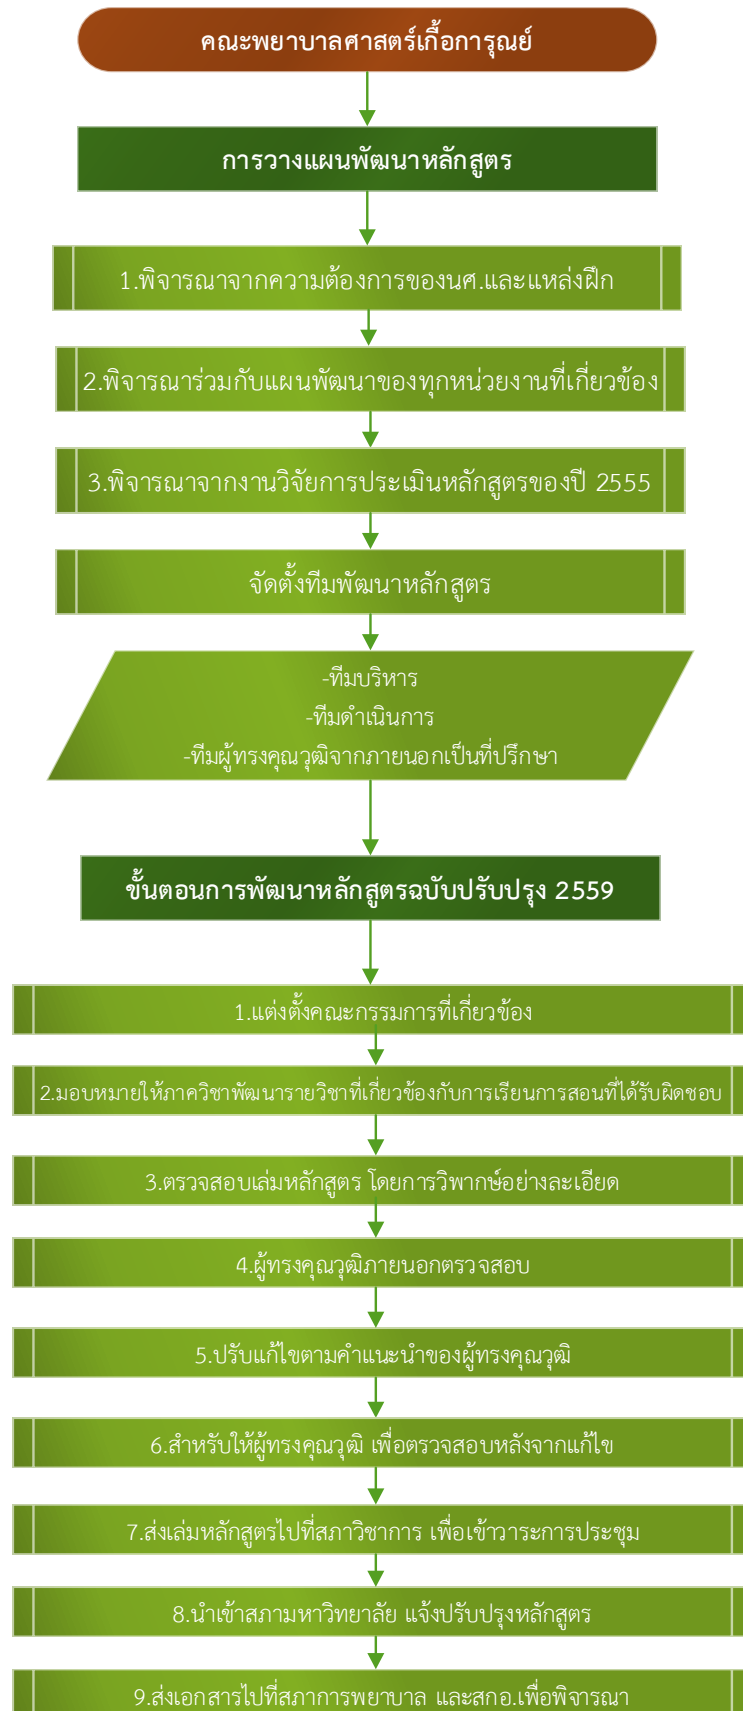 คณะพยาบาลศาสตร์เกื้อการุณย์
การวางแผนพัฒนาหลักสูตร
1.พิจารณาจากความต้องการของนศ.และแหล่งฝึก
2.พิจารณาร่วมกับแผนพัฒนาของทุกหน่วยงานที่เกี่ยวข้อง
3.พิจารณาจากงานวิจัยการประเมินหลักสูตรของปี 2555
จัดตั้งทีมพัฒนาหลักสูตร
-ทีมบริหาร
-ทีมดำเนินการ
-ทีมผู้ทรงคุณวุฒิจากภายนอกเป็นที่ปรึกษา
ขั้นตอนการพัฒนาหลักสูตรฉบับปรับปรุง 2559
1.แต่งตั้งคณะกรรมการที่เกี่ยวข้อง
2.มอบหมายให้ภาควิชาพัฒนารายวิชาที่เกี่ยวข้องกับการเรียนการสอนที่ได้รับผิดชอบ
3.ตรวจสอบเล่มหลักสูตร โดยการวิพากษ์อย่างละเอียด
4.ผู้ทรงคุณวุฒิภายนอกตรวจสอบ
5.ปรับแก้ไขตามคำแนะนำของผู้ทรงคุณวุฒิ
6.สำหรับให้ผู้ทรงคุณวุฒิ เพื่อตรวจสอบหลังจากแก้ไข
7.ส่งเล่มหลักสูตรไปที่สภาวิชาการ เพื่อเข้าวาระการประชุม
8.นำเข้าสภามหาวิทยาลัย แจ้งปรับปรุงหลักสูตร
9.ส่งเอกสารไปที่สภาการพยาบาล และสกอ.เพื่อพิจารณา